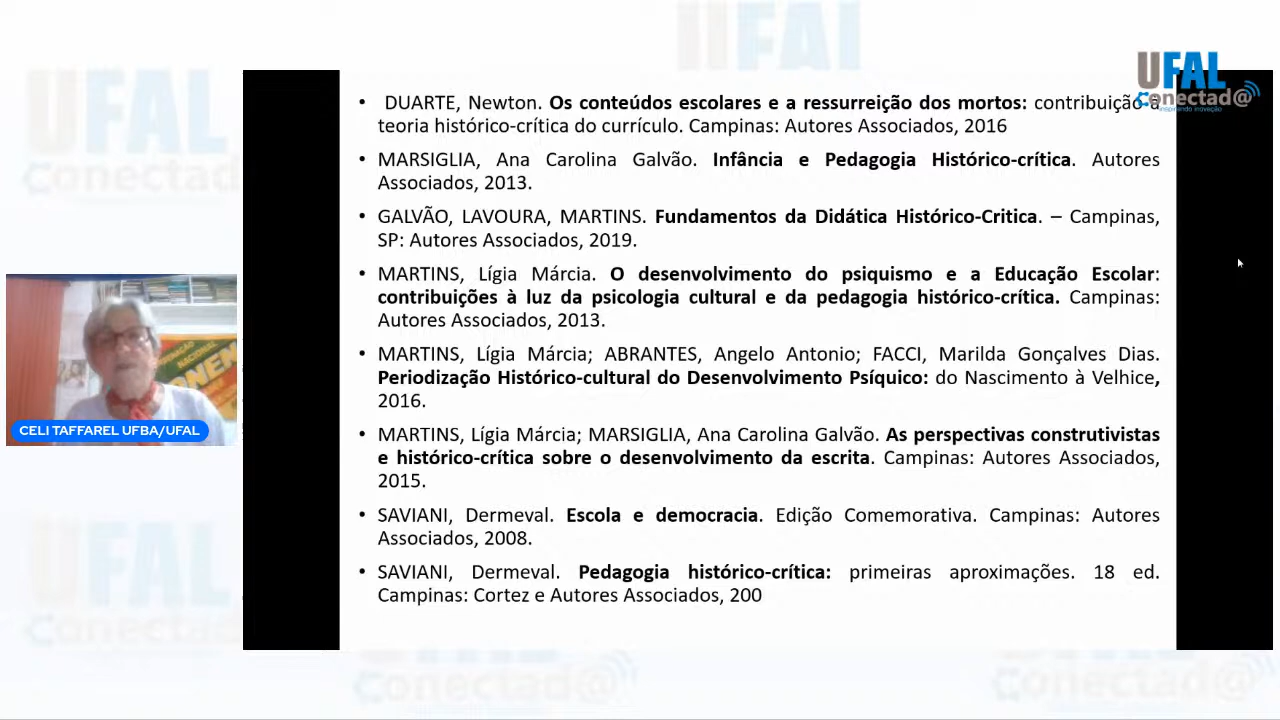 UFAL
Conectad@
UFAL
Conectad@
• DUARTE, Newton. Os conteúdos escolares e a ressurreição dos mortos: contribuição à
teoria histórico-crítica do currículo. Campinas: Autores Associados, 2016
• MARSIGLIA, Ana Carolina Galvão. Infância e Pedagogia Histórico-crítica. Autores
Associados, 2013.
• GALVÃO, LAVOURA, MARTINS. Fundamentos da Didática Histórico-Critica. – Campinas,
SP: Autores Associados, 2019.
• MARTINS, Lígia Márcia. O desenvolvimento do psiquismo e a Educação Escolar:
contribuições à luz da psicologia cultural e da pedagogia histórico-crítica. Campinas:
Autores Associados, 2013.
• MARTINS, Lígia Márcia; ABRANTES, Angelo Antonio; FACCI, Marilda Gonçalves Dias.
Periodização Histórico-cultural do Desenvolvimento Psíquico: do Nascimento à Velhice,
2016.
• MARTINS, Lígia Márcia; MARSIGLIA, Ana Carolina Galvão. As perspectivas construtivistas
e histórico-crítica sobre o desenvolvimento da escrita. Campinas: Autores Associados,
2015.
• SAVIANI, Dermeval. Escola e democracia. Edição Comemorativa. Campinas: Autores
Associados, 2008.
• SAVIANI, Dermeval. Pedagogia histórico-crítica: primeiras aproximações. 18 ed.
Campinas: Cortez e Autores Associados, 200
CELI TAFFAREL UFBA/UFAL
UFAL
Conectad@
Conectad@
Conectad@